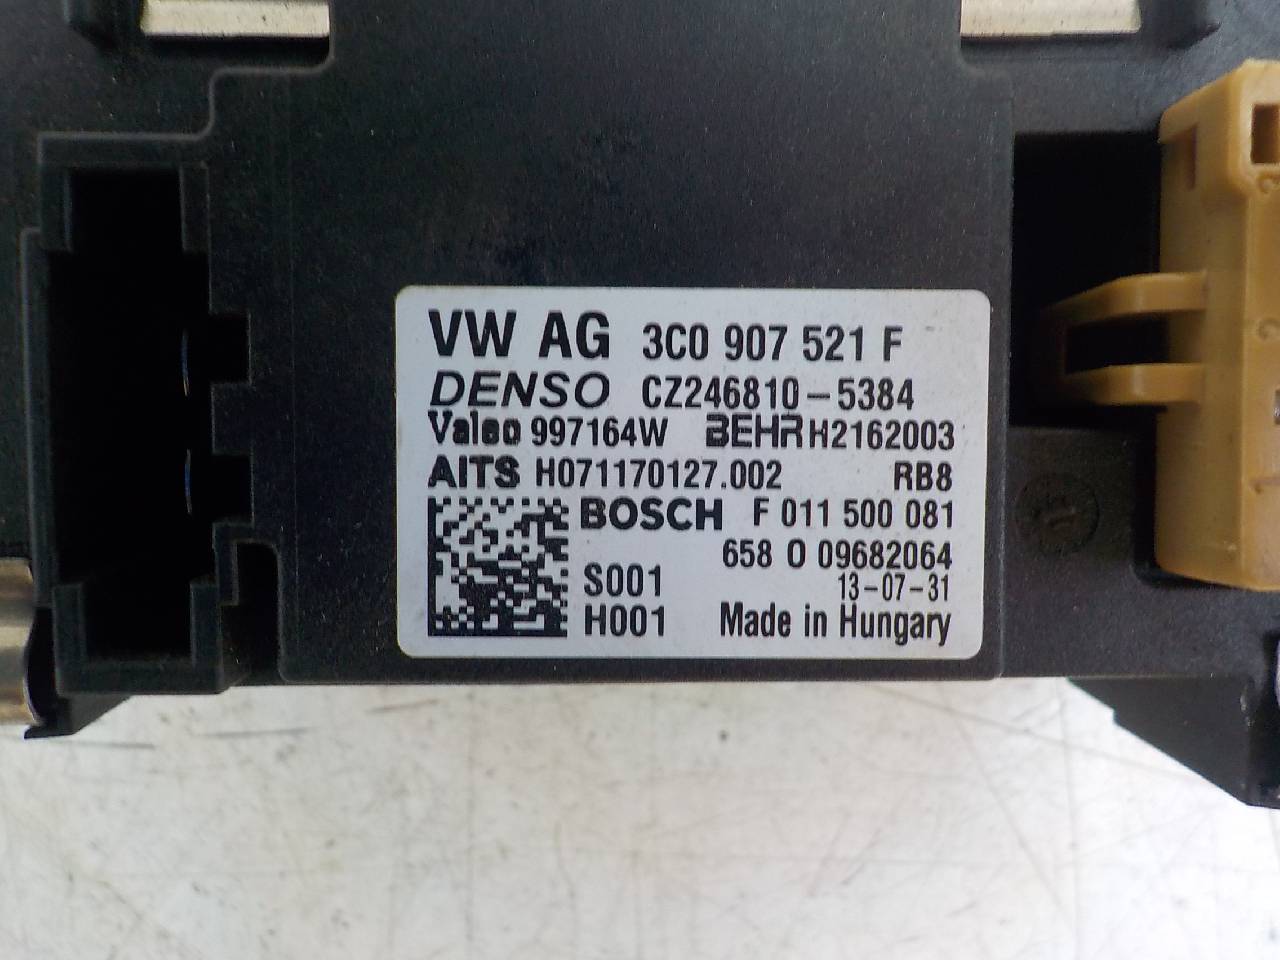 VW AG 3C0 907 521 F
DENSO CZ246810-5384
Valeo 997164W BEHR H2162003
AITS H071170127.002 RB8
BOSCH F 011 500 081
658 0 09682064
S001 13-07-31
H001 Made in Hungary